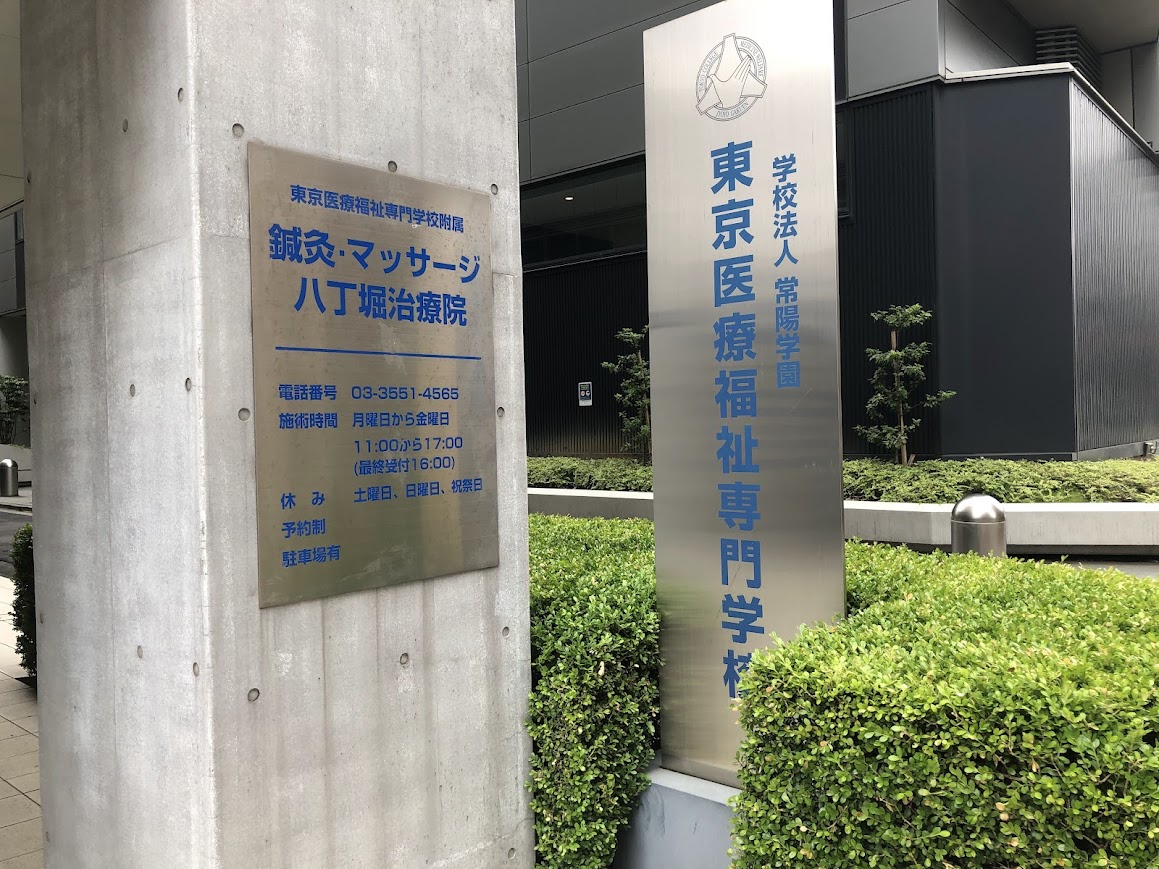 東京医療福祉専門学校附属
鍼灸・マッサージ
八丁堀治療院
電話番号 03-3551-4565
施術時間 月曜日から金曜日
11:00から17:00
(最終受付16:00)
休み 土曜日、日曜日、祝祭日
予約制
駐車場有
学校法人 常陽学園
東京医療福祉専門学校
JOYO GAKUEN